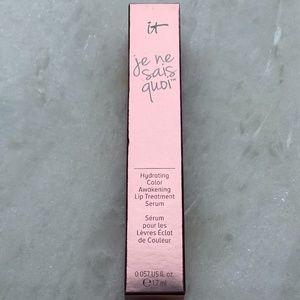 it
je ne
sais
quoi™
Hydrating
Color
Awakening
Lip Treatment
Serum
Sérum
pour les
Lèvres Éclat
de Couleur
0.057 US fl. oz.
℮ 1.7 ml